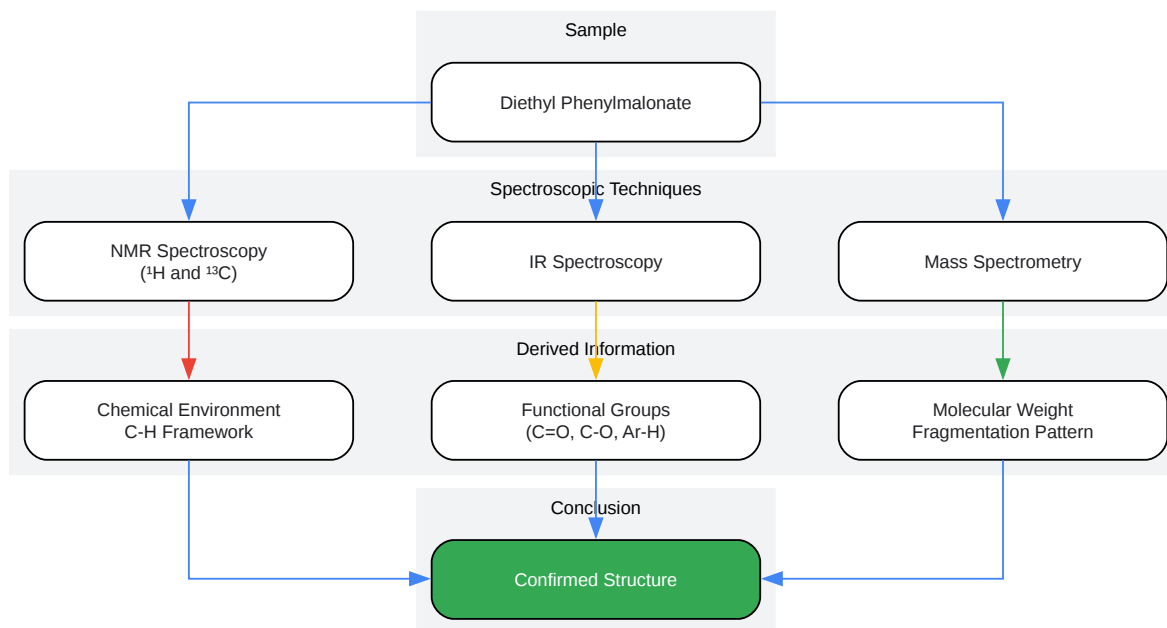 Sample
Diethyl Phenylmalonate
Spectroscopic Techniques
NMR Spectroscopy
(¹H and ¹³C)
IR Spectroscopy
Mass Spectrometry
Derived Information
Chemical Environment
C-H Framework
Functional Groups
(C=O, C-O, Ar-H)
Molecular Weight
Fragmentation Pattern
Conclusion
Confirmed Structure